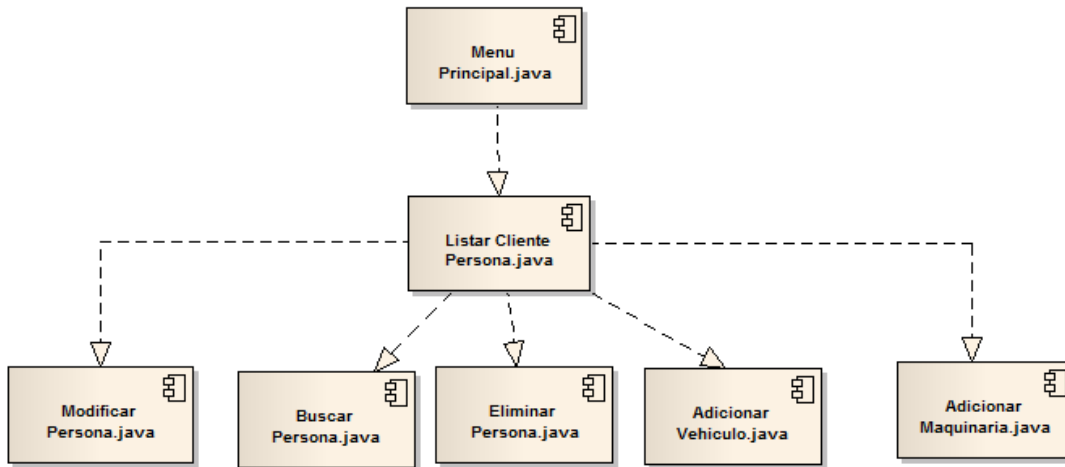 Menu
Principal.java
Listar Cliente
Persona.java
Modificar
Persona.java
Buscar
Persona.java
Eliminar
Persona.java
Adicionar
Vehiculo.java
Adicionar
Maquinaria.java